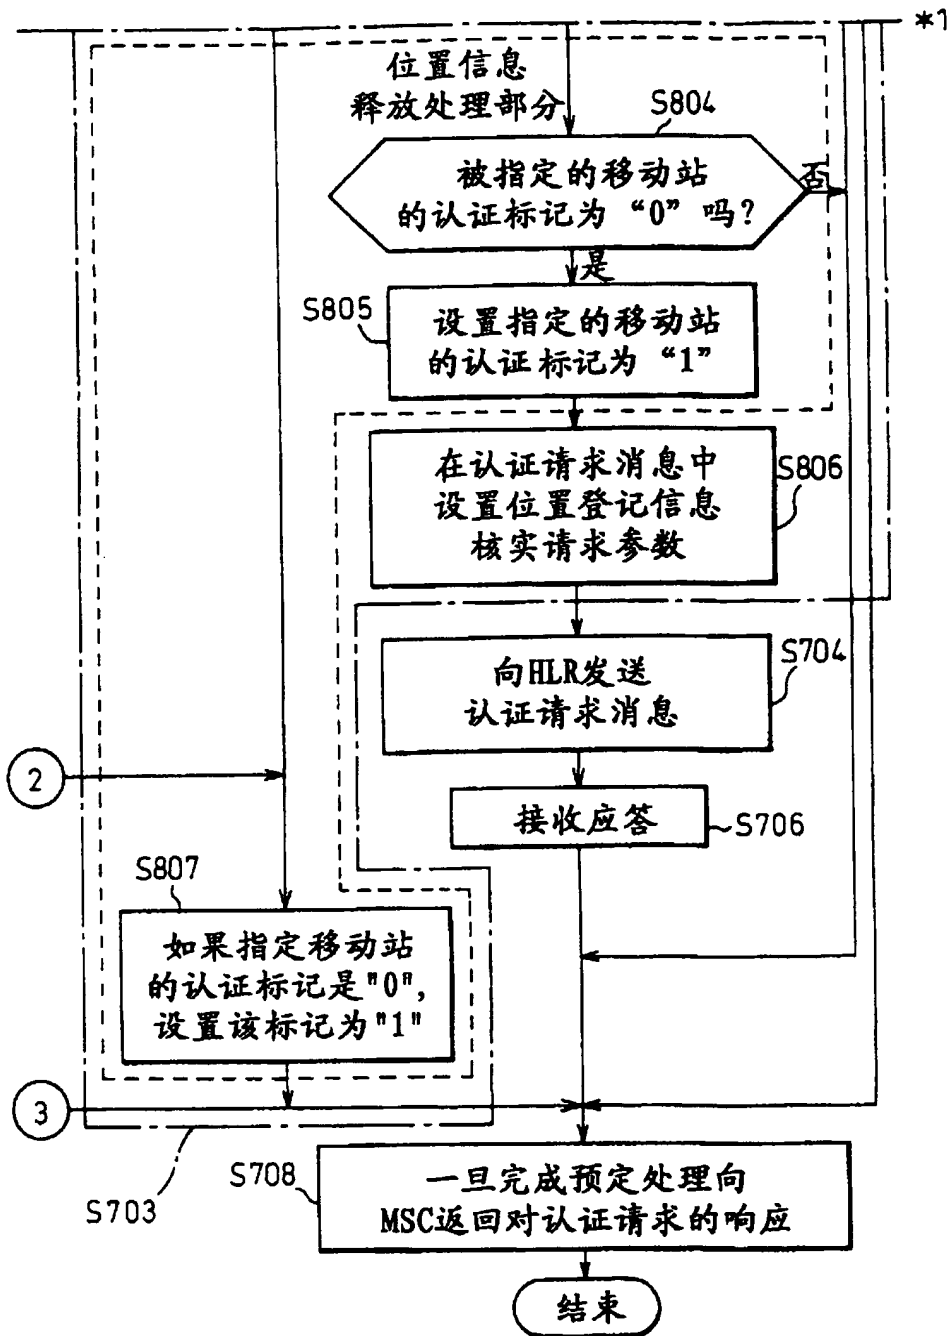 *1
位置信息
释放处理部分
S804
被指定的移动站
的认证标记为“0”吗？
否
是
S805
设置指定的移动站
的认证标记为“1”
在认证请求消息中
设置位置登记信息
核实请求参数
S806
向HLR发送
认证请求消息
S704
2
接收应答
S706
S807
如果指定移动站
的认证标记是"0",
设置该标记为"1"
3
S703
S708
一旦完成预定处理向
MSC返回对认证请求的响应
结束